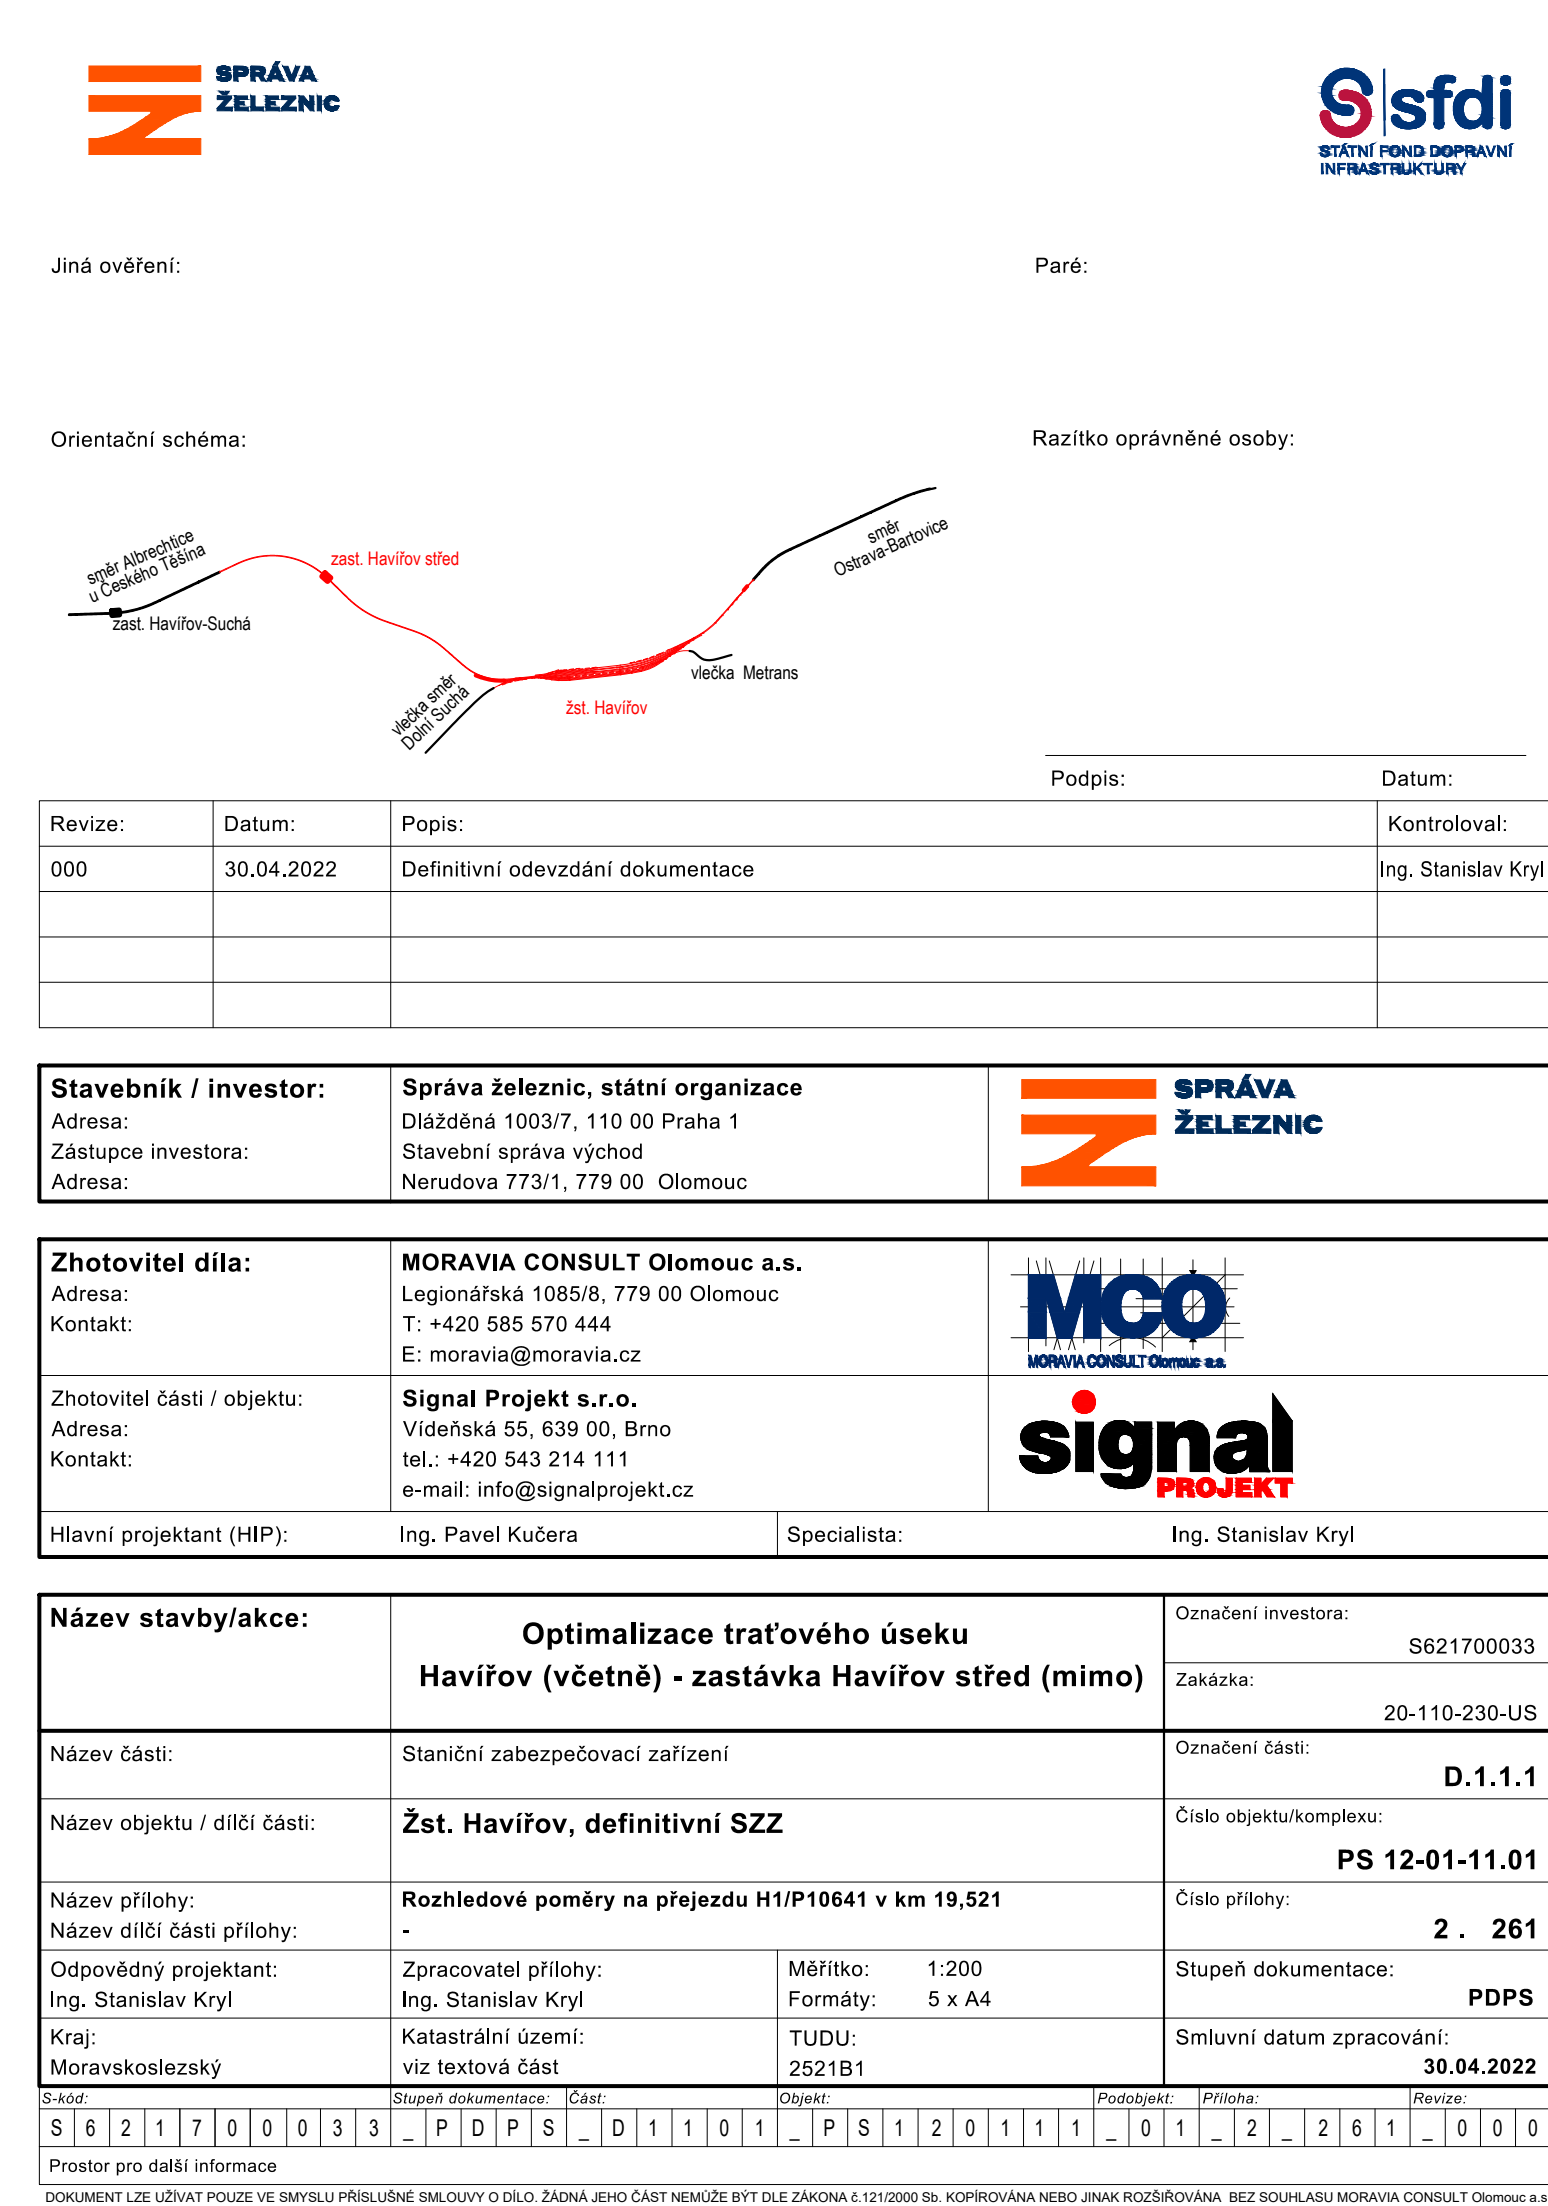 SPRÁVA
ŽELEZNIC
sfdi
STÁTNÍ FOND DOPRAVNÍ
INFRASTRUKTURY
Jiná ověření:
Paré:
Orientační schéma:
Razítko oprávněné osoby:
směr Albrechtice
u Českého Těšína
zast. Havířov střed
směr
Ostrava-Bartovice
zast. Havířov-Suchá
vlečka Metrans
vlečka směr
Dolní Suchá
žst. Havířov
Podpis: Datum:
Revize: Datum: Popis: Kontroloval:
000 30.04.2022 Definitivní odevzdání dokumentace Ing. Stanislav Kryl
Stavebník / investor: Správa železnic, státní organizace
Adresa: Dlážděná 1003/7, 110 00 Praha 1
Zástupce investora: Stavební správa východ
Adresa: Nerudova 773/1, 779 00 Olomouc
SPRÁVA
ŽELEZNIC
Zhotovitel díla: MORAVIA CONSULT Olomouc a.s.
Adresa: Legionářská 1085/8, 779 00 Olomouc
Kontakt: T: +420 585 570 444
E: moravia@moravia.cz
MCO
MORAVIA CONSULT Olomouc a.s.
Zhotovitel části / objektu: Signal Projekt s.r.o.
Adresa: Vídeňská 55, 639 00, Brno
Kontakt: tel.: +420 543 214 111
e-mail: info@signalprojekt.cz
signal
PROJEKT
Hlavní projektant (HIP): Ing. Pavel Kučera Specialista: Ing. Stanislav Kryl
Název stavby/akce:
Optimalizace traťového úseku
Havířov (včetně) - zastávka Havířov střed (mimo)
Označení investora:
S621700033
Zakázka:
20-110-230-US
Název části: Staniční zabezpečovací zařízení
Označení části:
D.1.1.1
Název objektu / dílčí části: Žst. Havířov, definitivní SZZ
Číslo objektu/komplexu:
PS 12-01-11.01
Název přílohy: Rozhledové poměry na přejezdu H1/P10641 v km 19,521
Název dílčí části přílohy: -
Číslo přílohy:
2 . 261
Odpovědný projektant: Zpracovatel přílohy: Měřítko: 1:200 Stupeň dokumentace:
Ing. Stanislav Kryl Ing. Stanislav Kryl Formáty: 5 x A4 PDPS
Kraj: Katastrální území: TUDU: Smluvní datum zpracování:
Moravskoslezský viz textová část 2521B1 30.04.2022
S-kód: Stupeň dokumentace: Část: Objekt: Podobjekt: Příloha: Revize:
S 6 2 1 7 0 0 0 3 3 _ P D P S _ D 1 1 0 1 _ P S 1 2 0 1 1 1 _ 0 1 _ 2 _ 2 6 1 _ 0 0 0
Prostor pro další informace
DOKUMENT LZE UŽÍVAT POUZE VE SMYSLU PŘÍSLUŠNÉ SMLOUVY O DÍLO. ŽÁDNÁ JEHO ČÁST NEMŮŽE BÝT DLE ZÁKONA č.121/2000 Sb. KOPÍROVÁNA NEBO JINAK ROZŠIŘOVÁNA BEZ SOUHLASU MORAVIA CONSULT Olomouc a.s